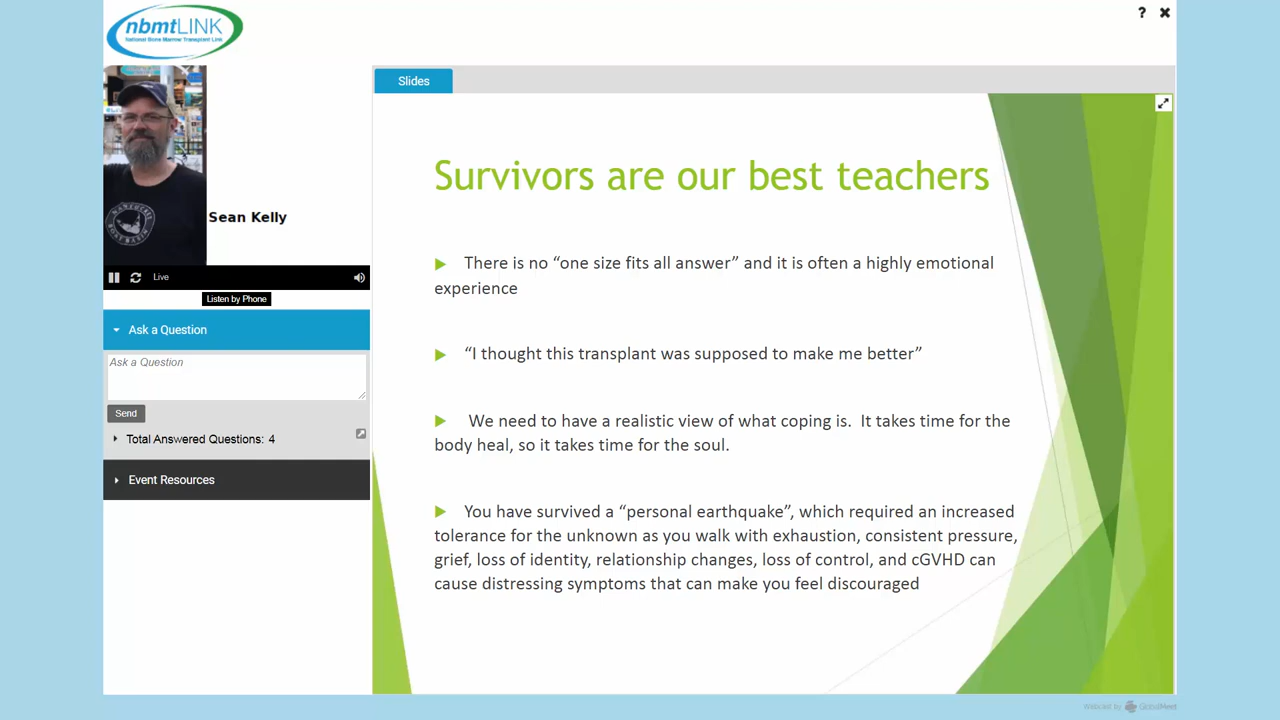 nbmtLINK
National Bone Marrow Transplant Link
? ×
Slides
Sean Kelly
Live
Listen by Phone
Ask a Question
Ask a Question
Send
Total Answered Questions: 4
Event Resources
Survivors are our best teachers
There is no “one size fits all answer” and it is often a highly emotional
experience
“I thought this transplant was supposed to make me better”
We need to have a realistic view of what coping is. It takes time for the
body heal, so it takes time for the soul.
You have survived a “personal earthquake”, which required an increased
tolerance for the unknown as you walk with exhaustion, consistent pressure,
grief, loss of identity, relationship changes, loss of control, and cGVHD can
cause distressing symptoms that can make you feel discouraged
Webcast by GlobalMeet